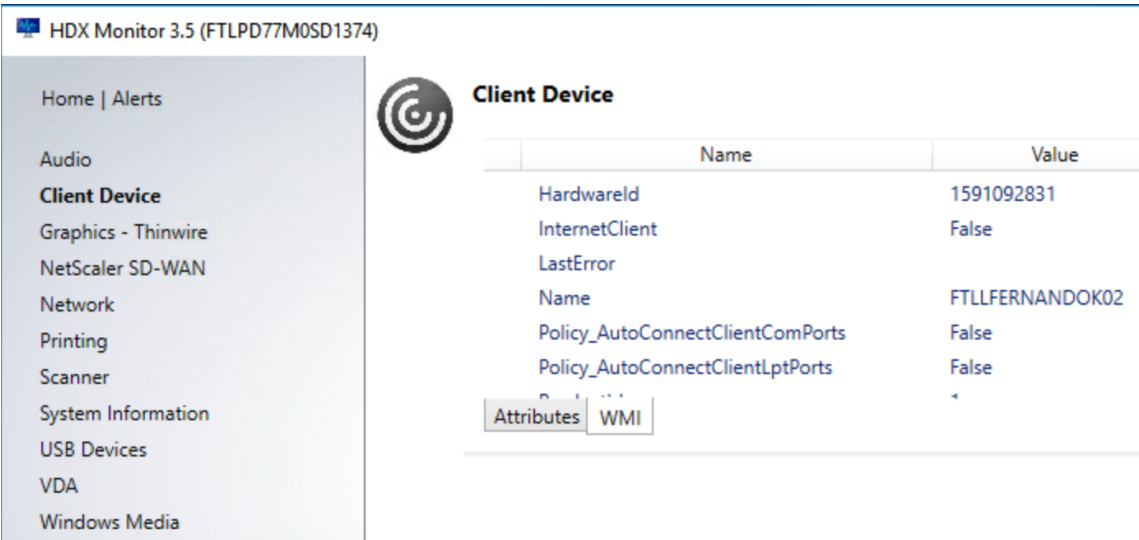 HDX Monitor 3.5 (FTLPD77M0SD1374)
Home | Alerts
Audio
Client Device
Graphics - Thinwire
NetScaler SD-WAN
Network
Printing
Scanner
System Information
USB Devices
VDA
Windows Media
Client Device
Name Value
HardwareId 1591092831
InternetClient False
LastError
Name FTLLFERNANDOK02
Policy_AutoConnectClientComPorts False
Policy_AutoConnectClientLptPorts False
Attributes WMI